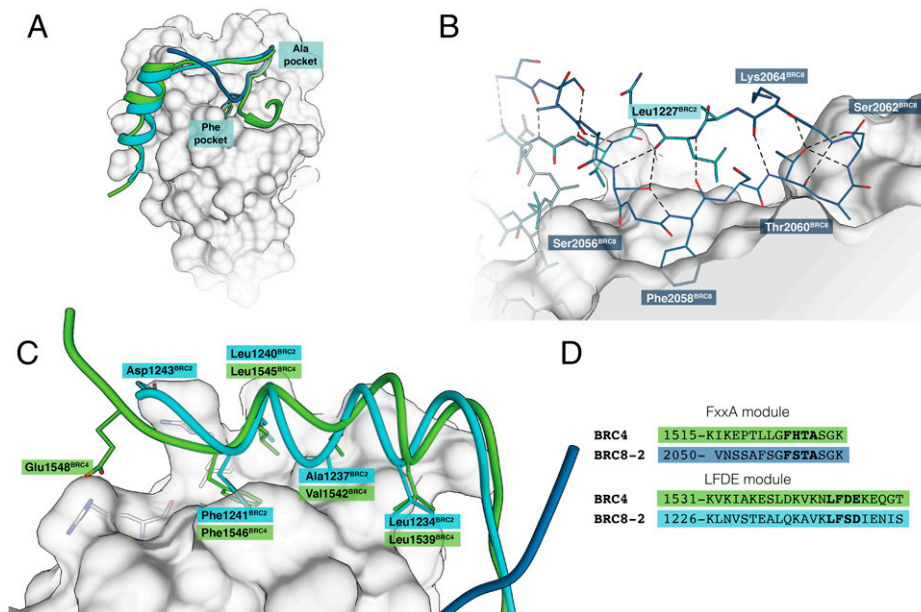 A
Ala
pocket
Phe
pocket
B
Lys2064BRC8
Leu1227BRC2
Ser2062BRC8
Ser2056BRC8
Thr2060BRC8
Phe2058BRC8
C
Leu1240BRC2
Asp1243BRC2
Leu1545BRC4
Glu1548BRC4
Ala1237BRC2
Val1542BRC4
Phe1241BRC2
Phe1546BRC4
Leu1234BRC2
Leu1539BRC4
D
FxxA module
BRC4 1515-KIKEPTLLGFHTASGK
BRC8-2 2050- VNSSAFSGFSTASGK
LFDE module
BRC4 1531-KVKIAKESLDKVKNLFDEKEQGT
BRC8-2 1226-KLNVSTEALQKAVKLFSDIENIS